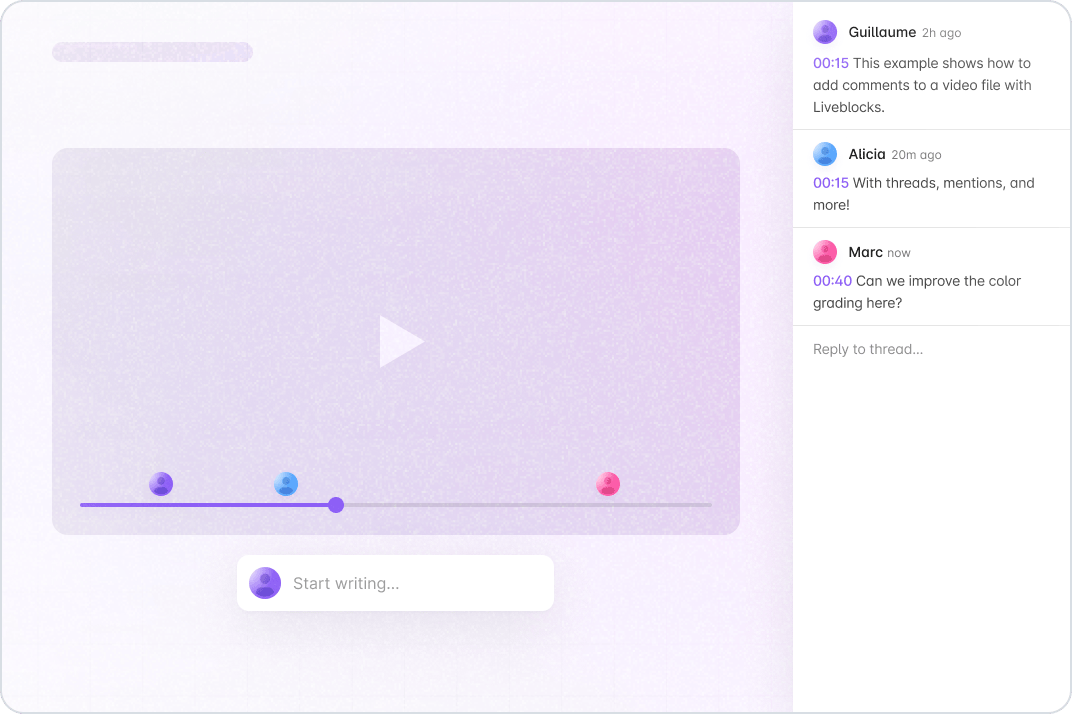 Guillaume 2h ago
00:15 This example shows how to
add comments to a video file with
Liveblocks.
Alicia 20m ago
00:15 With threads, mentions, and
more!
Marc now
00:40 Can we improve the color
grading here?
Reply to thread...
Start writing...